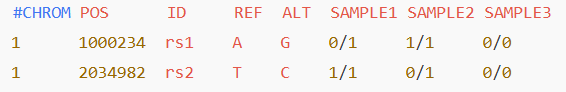 #CHROM POS ID REF ALT SAMPLE1 SAMPLE2 SAMPLE3
1 1000234 rs1 A G 0/1 1/1 0/0
1 2034982 rs2 T C 1/1 0/1 0/0